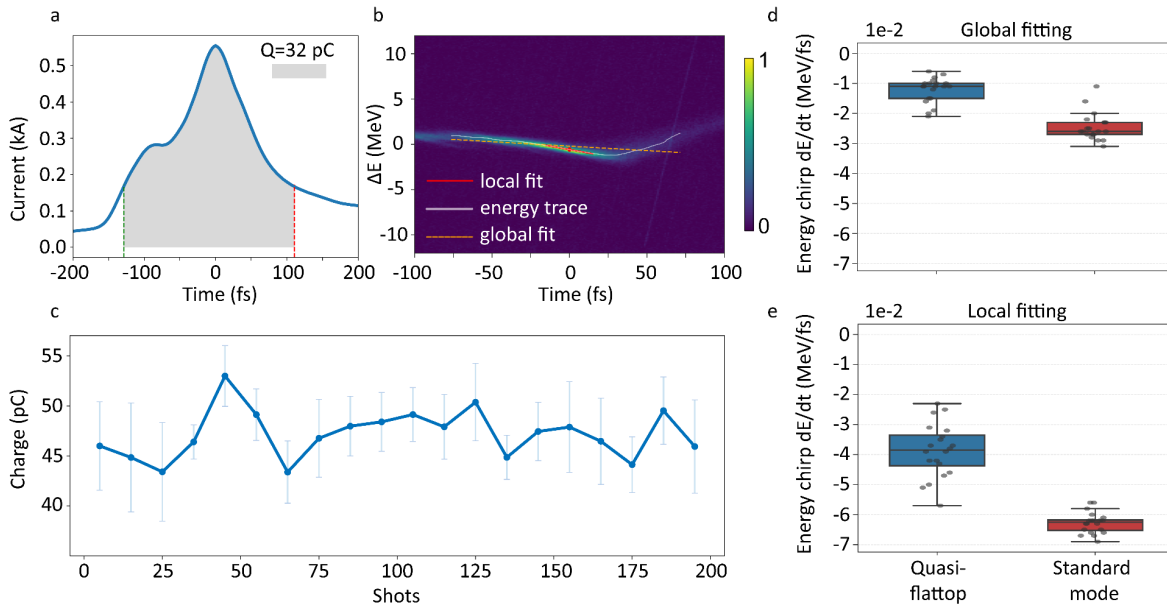 a
Q=32 pC
0.5
0.4
0.3
0.2
0.1
0.0
Current (kA)
-200
-100
0
100
200
Time (fs)
b
10
5
0
-5
-10
ΔE (MeV)
local fit
energy trace
global fit
-100
-50
0
50
100
Time (fs)
1
0
c
55
50
45
40
Charge (pC)
0
25
50
75
100
125
150
175
200
Shots
d
1e-2
Global fitting
0
-1
-2
-3
-4
-5
-6
-7
Energy chirp dE/dt (MeV/fs)
e
1e-2
Local fitting
0
-1
-2
-3
-4
-5
-6
-7
Energy chirp dE/dt (MeV/fs)
Quasi-
flattop
Standard
mode